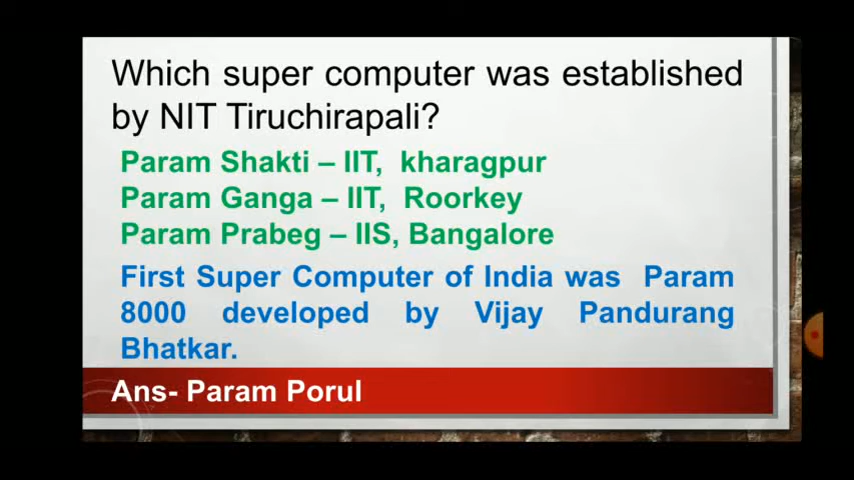 Which super computer was established
by NIT Tiruchirapali?
Param Shakti – IIT, kharagpur
Param Ganga – IIT, Roorkey
Param Prabeg – IIS, Bangalore
First Super Computer of India was Param
8000 developed by Vijay Pandurang
Bhatkar.
Ans- Param Porul